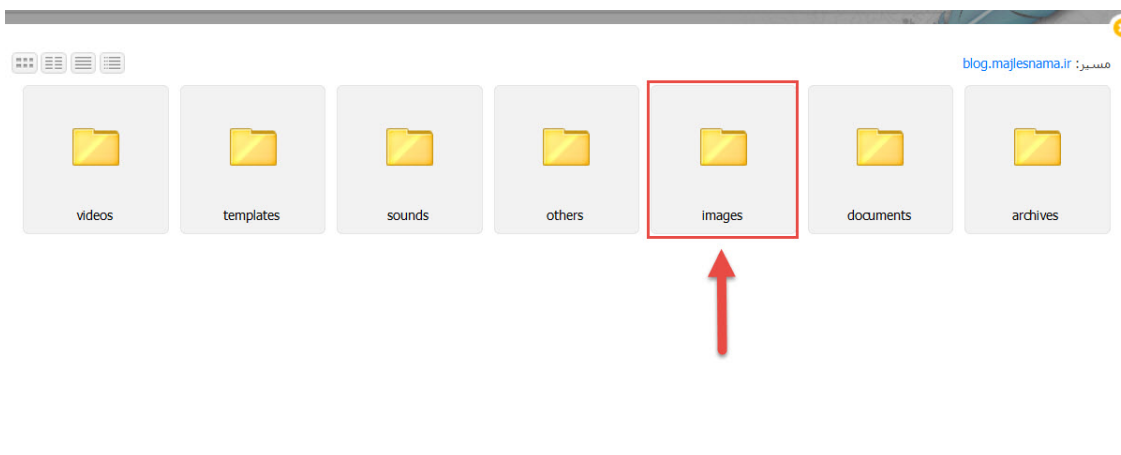 مسیر: blog.majlesnama.ir
videos templates sounds others images documents archives